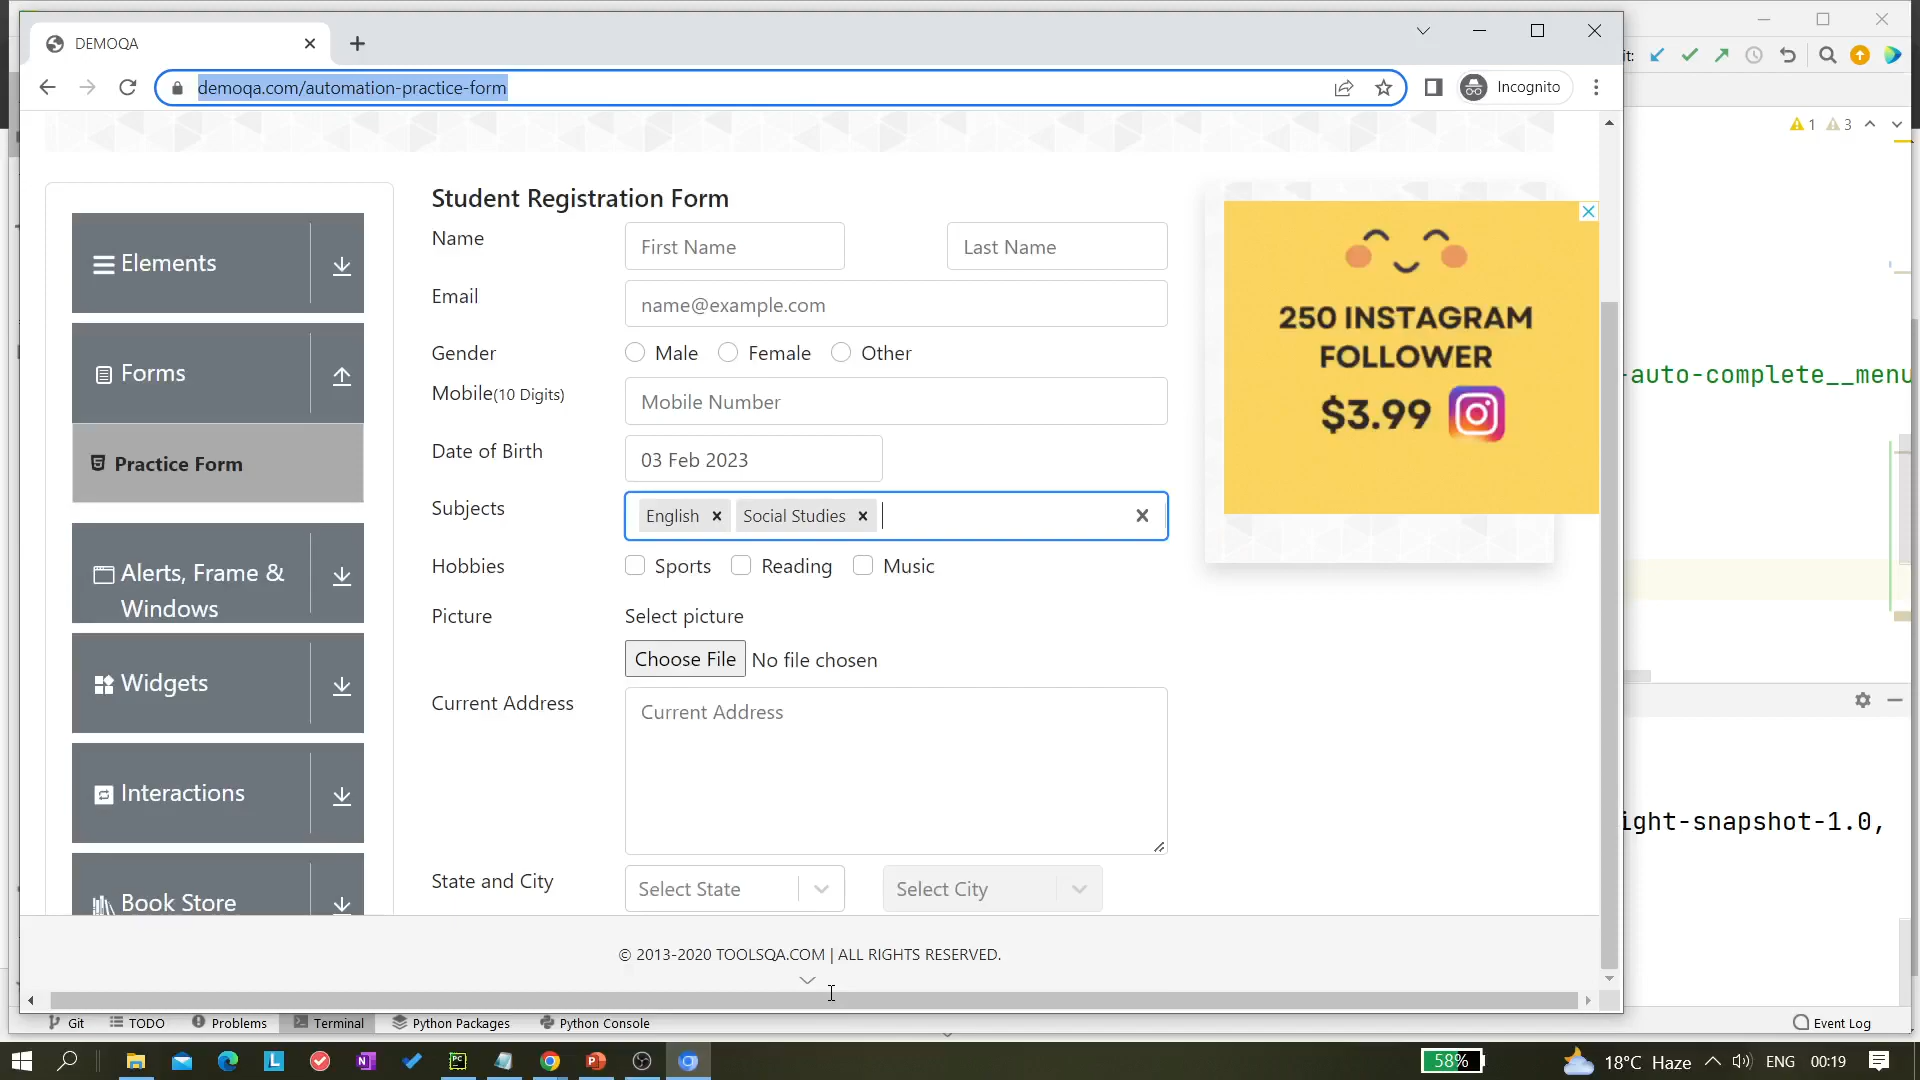 DEMOQA
demoqa.com/automation-practice-form
Incognito
it:
1 3
Student Registration Form
Elements
Forms
Practice Form
Alerts, Frame &
Windows
Widgets
Interactions
Book Store
Name
First Name
Last Name
Email
name@example.com
Gender
Male
Female
Other
Mobile(10 Digits)
Mobile Number
Date of Birth
03 Feb 2023
Subjects
English
Social Studies
Hobbies
Sports
Reading
Music
Picture
Select picture
Choose File No file chosen
Current Address
Current Address
State and City
Select State
Select City
250 INSTAGRAM
FOLLOWER
$3.99
-auto-complete__menu
ight-snapshot-1.0,
© 2013-2020 TOOLSQA.COM | ALL RIGHTS RESERVED.
Git
TODO
Problems
Terminal
Python Packages
Python Console
Event Log
58%
18°C Haze
ENG
00:19